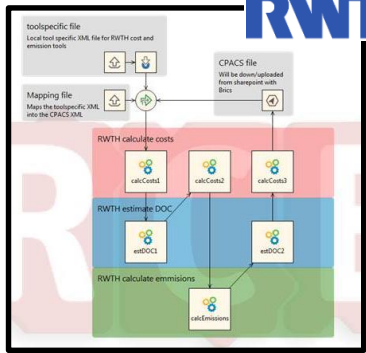 RWT
toolspecific file
Local tool specific XML file for RWTH cost and
emission tools
CPACS file
Will be down/uploaded
from sharepoint with
Brics
Mapping file
Maps the toolspecific XML
into the CPACS XML
RWTH calculate costs
calcCosts1
calcCosts2
calcCosts3
RWTH estimate DOC
estDOC1
estDOC2
RWTH calculate emmisions
calcEmissions
RCE